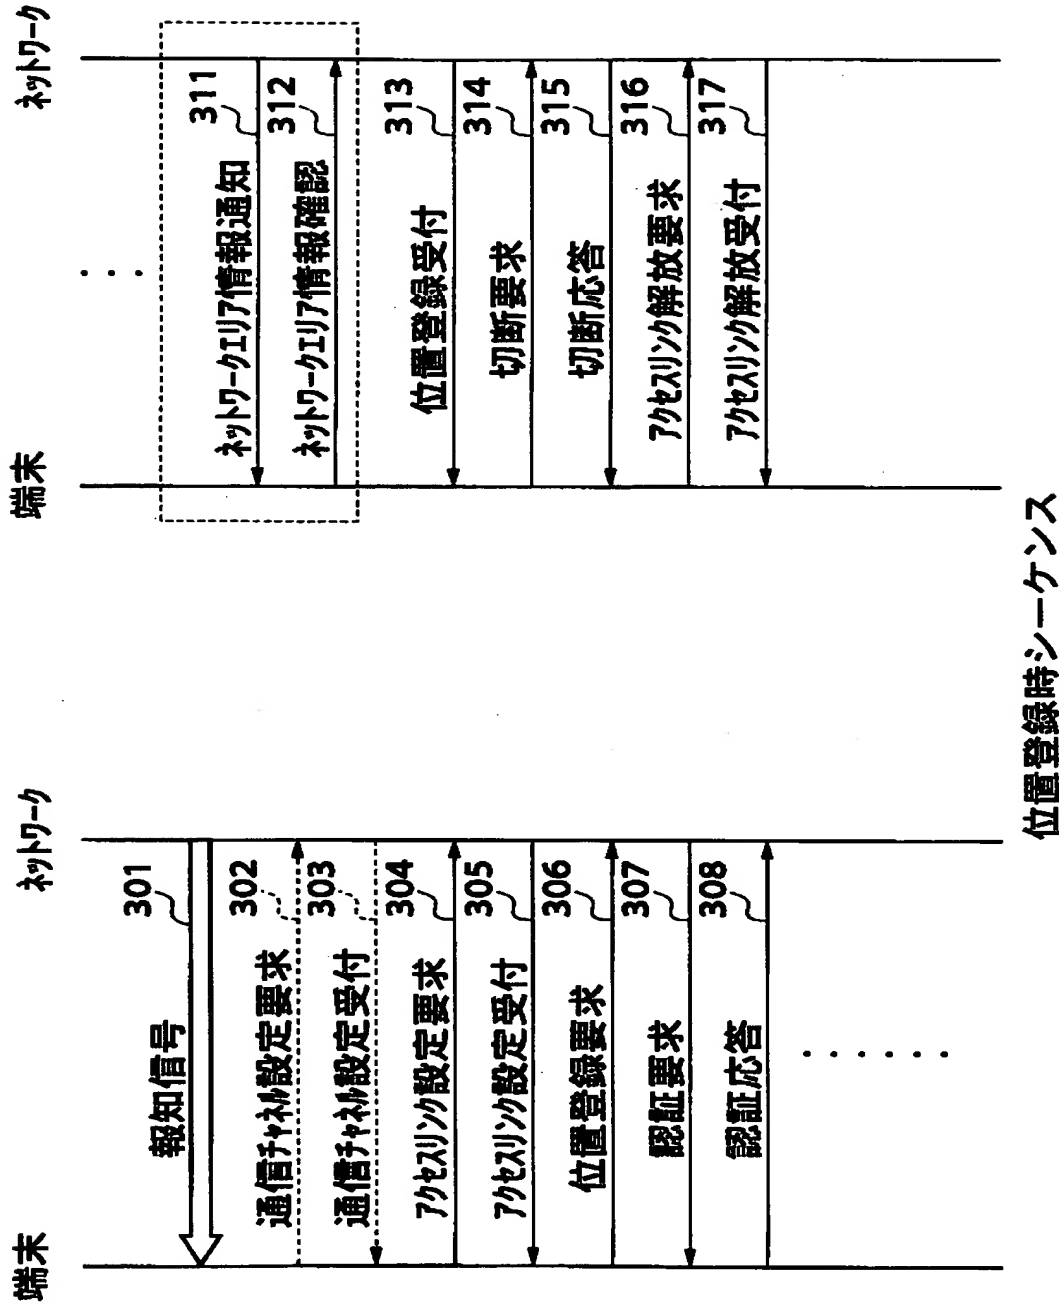 端末
ネットワーク
報知信号
301
通信チャネル設定要求
302
通信チャネル設定受付
303
アクセスリンク設定要求
304
アクセスリンク設定受付
305
位置登録要求
306
認証要求
307
認証応答
308
端末
ネットワーク
ネットワークエリア情報通知
311
ネットワークエリア情報確認
312
位置登録受付
313
切断要求
314
切断応答
315
アクセスリンク解放要求
316
アクセスリンク解放受付
317
位置登録時シーケンス